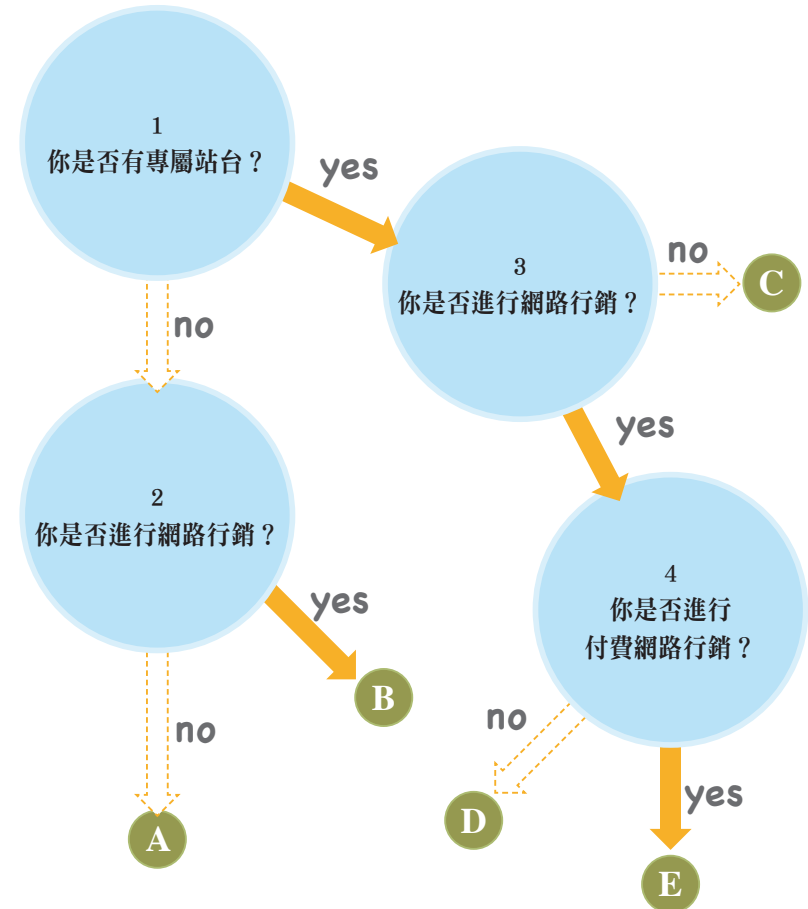 1
你是否有專屬站台？
yes
no
3
你是否進行網路行銷？
no
C
yes
2
你是否進行網路行銷？
yes
B
no
A
4
你是否進行
付費網路行銷？
no
D
yes
E